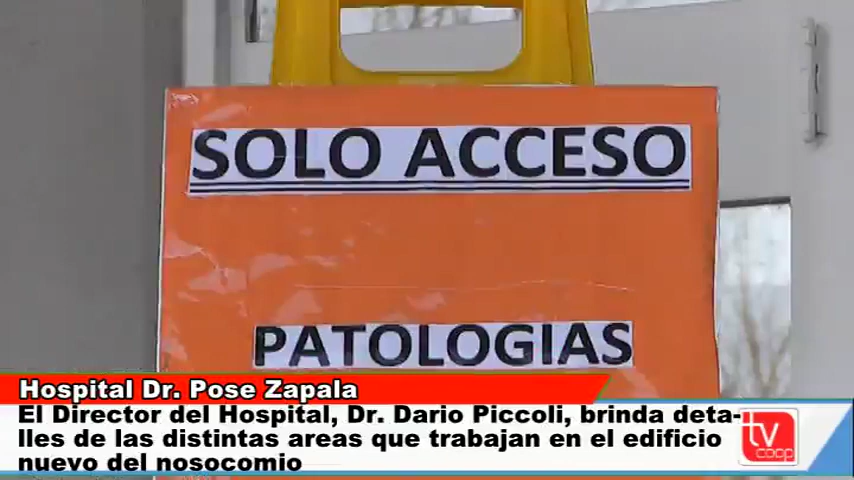 SOLO ACCESO
PATOLOGIAS
Hospital Dr. Pose Zapala
El Director del Hospital, Dr. Dario Piccoli, brinda deta-
lles de las distintas areas que trabajan en el edificio
nuevo del nosocomio
tv
coop